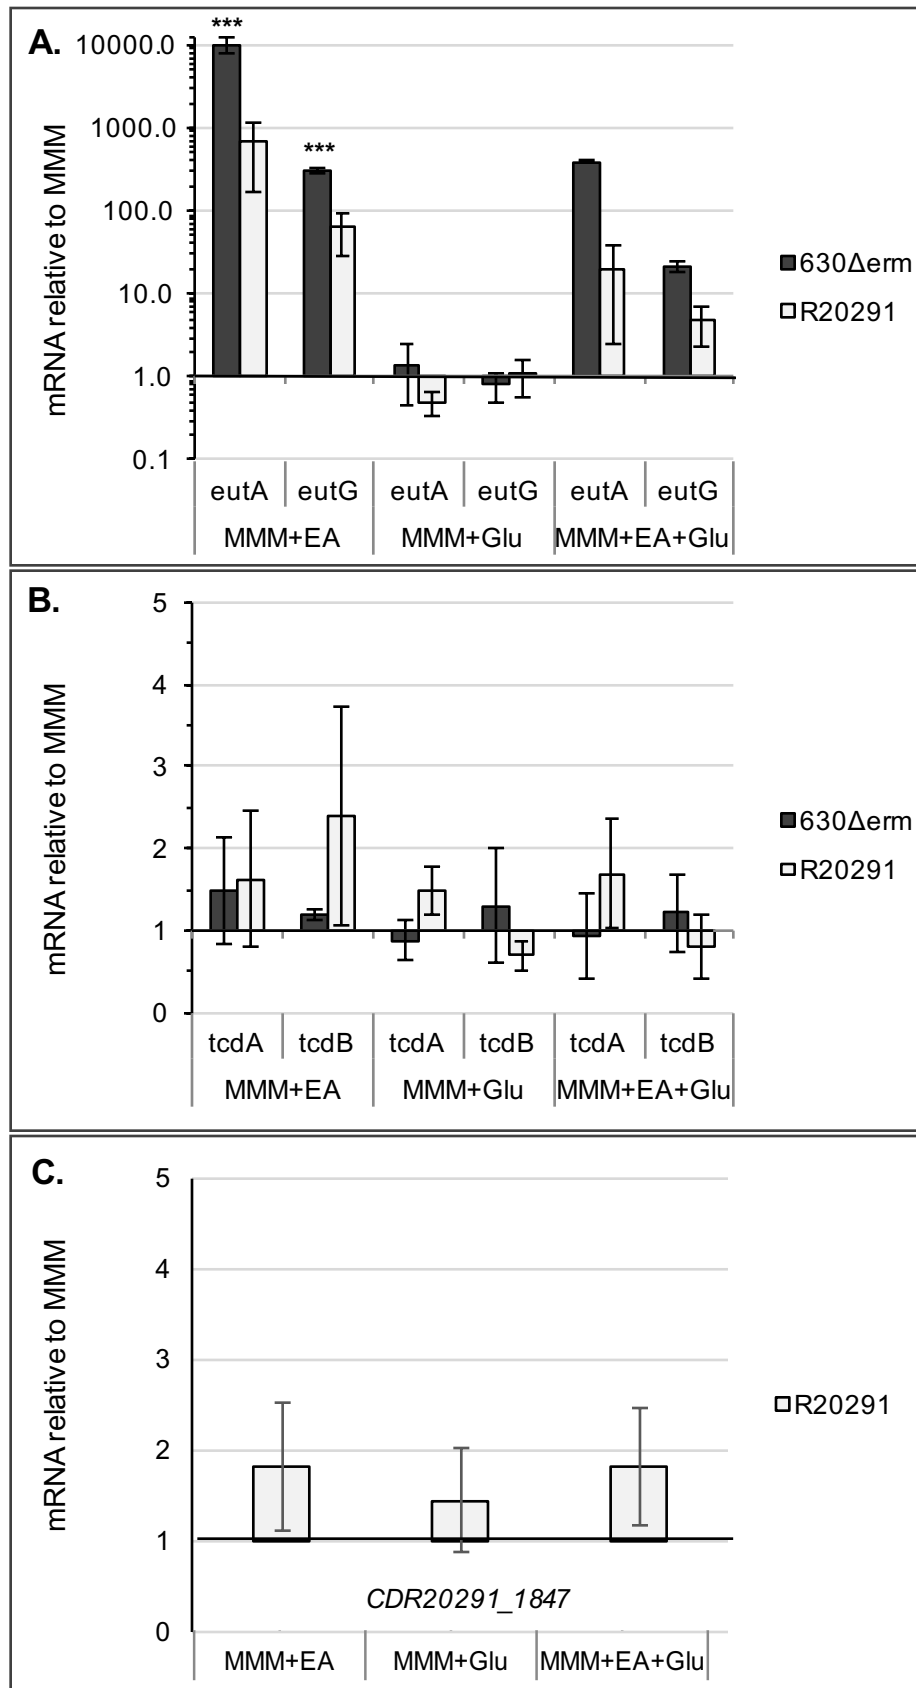 A.
mRNA relative to MMM
10000.0
1000.0
100.0
10.0
1.0
0.1
***
***
630Δerm
R20291
eutA eutG eutA eutG eutA eutG
MMM+EA MMM+Glu MMM+EA+Glu
B.
mRNA relative to MMM
5
4
3
2
1
0
630Δerm
R20291
tcdA tcdB tcdA tcdB tcdA tcdB
MMM+EA MMM+Glu MMM+EA+Glu
C.
mRNA relative to MMM
5
4
3
2
1
0
R20291
CDR20291_1847
MMM+EA MMM+Glu MMM+EA+Glu